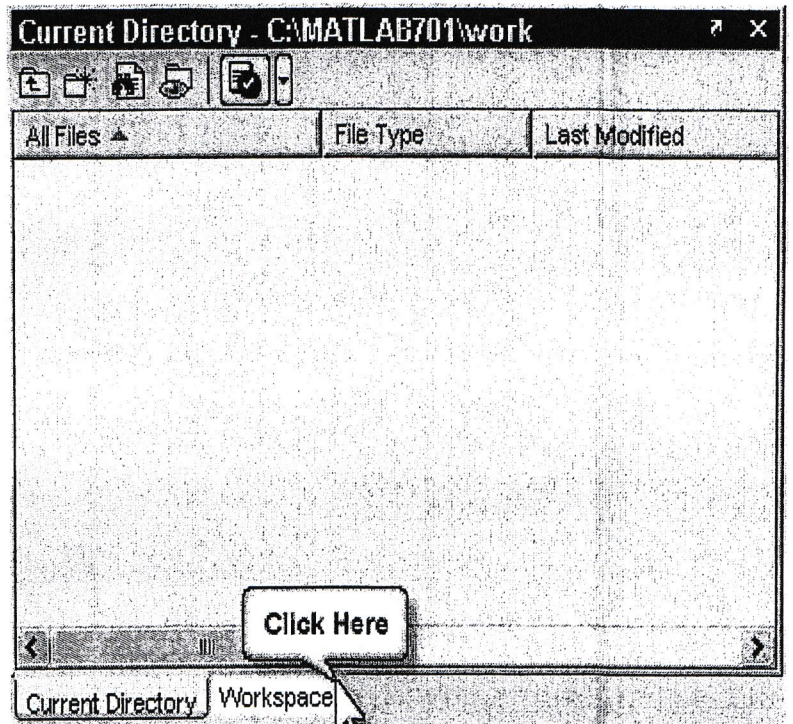 Current Directory - C:\MATLAB701\work
All Files File Type Last Modified
Click Here
Current Directory Workspace